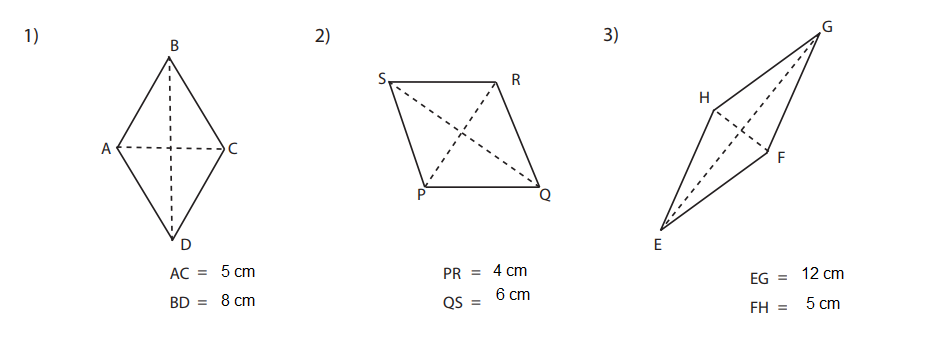 1)
B
A
C
D
AC = 5 cm
BD = 8 cm
2)
S
R
P
Q
PR = 4 cm
QS = 6 cm
3)
G
H
F
E
EG = 12 cm
FH = 5 cm